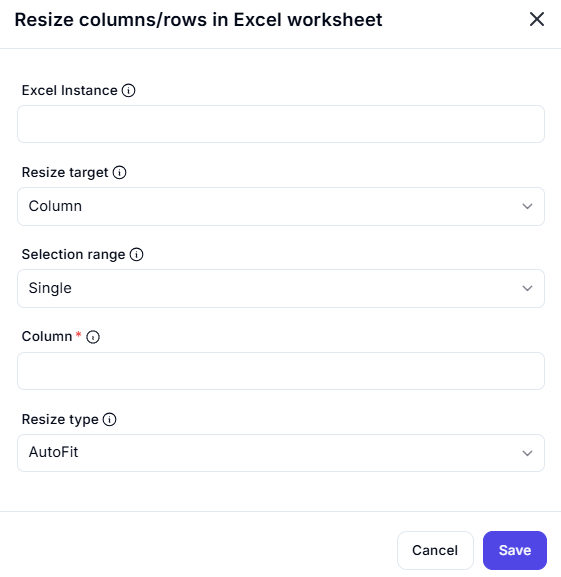 Resize columns/rows in Excel worksheet
Excel Instance
Resize target
Column
Selection range
Single
Column *
Resize type
AutoFit
Cancel
Save